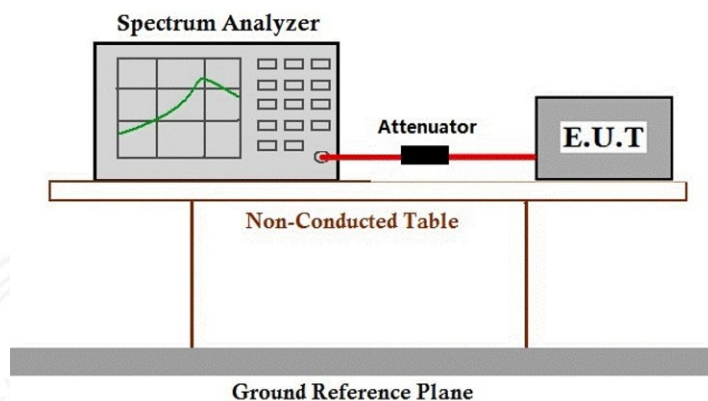 Spectrum Analyzer
Attenuator
E.U.T
Non-Conducted Table
Ground Reference Plane